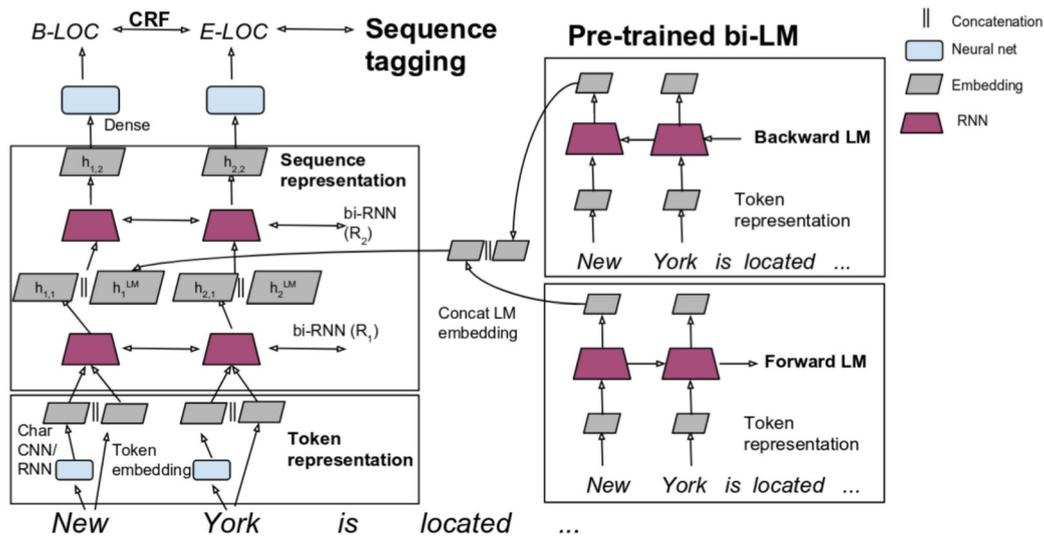 B-LOC CRF E-LOC Sequence
tagging
Dense
h1,2 h2,2 Sequence
representation
bi-RNN
(R2)
h1,1 || h1LM h2,1 || h2LM
bi-RNN (R1)
|| ||
Char
CNN/
RNN
Token
embedding
Token
representation
New York is located ...
||
Concat LM
embedding
Pre-trained bi-LM
Backward LM
Token
representation
New York is located ...
Forward LM
Token
representation
New York is located ...
|| Concatenation
Neural net
Embedding
RNN